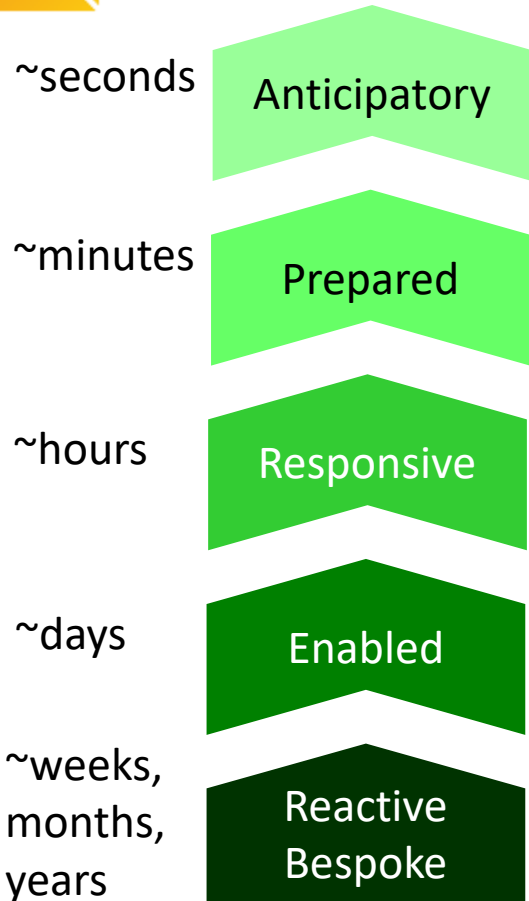 ~seconds
Anticipatory
~minutes
Prepared
~hours
Responsive
~days
Enabled
~weeks,
months,
years
Reactive
Bespoke